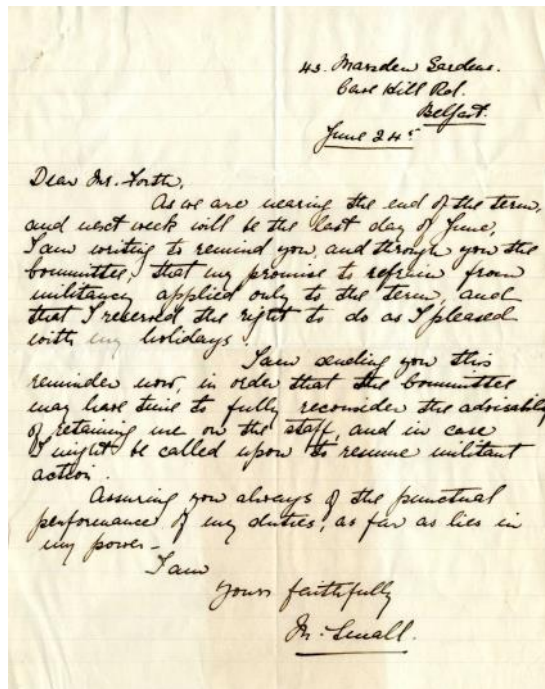 43. Marsden Gardens.
Cave Hill Rd.
Belfast.
June 24th
Dear Mr. Forth,
As we are nearing the end of the term,
and next week will be the last day of June,
I am writing to remind you, and through you the
Committee, that my promise to refrain from
militancy applied only to the term, and
that I reserved the right to do as I pleased
with my holidays.
I am sending you this
reminder now, in order that the Committee
may have time to fully reconsider the advisability
of retaining me on the staff, and in case
I might be called upon to resume militant
action.
Assuring you always of the punctual
performance of my duties, as far as lies in
my power –
I am
Yours faithfully
M. Small.